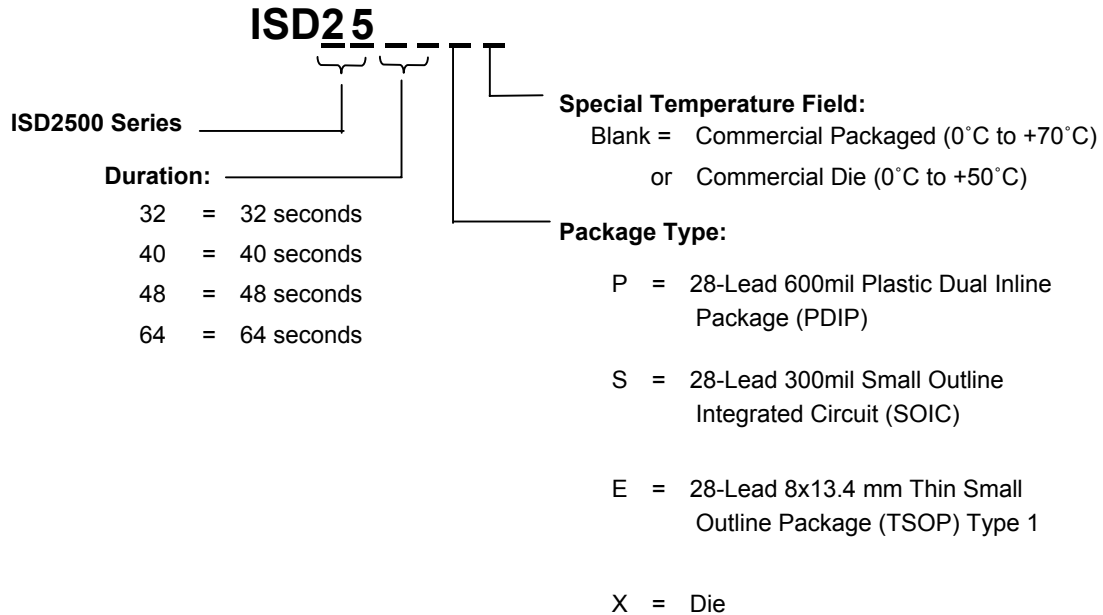 ISD25
ISD2500 Series
Duration:
32 = 32 seconds
40 = 40 seconds
48 = 48 seconds
64 = 64 seconds
Special Temperature Field:
Blank = Commercial Packaged (0˚C to +70˚C)
or Commercial Die (0˚C to +50˚C)
Package Type:
P = 28-Lead 600mil Plastic Dual Inline
Package (PDIP)
S = 28-Lead 300mil Small Outline
Integrated Circuit (SOIC)
E = 28-Lead 8x13.4 mm Thin Small
Outline Package (TSOP) Type 1
X = Die